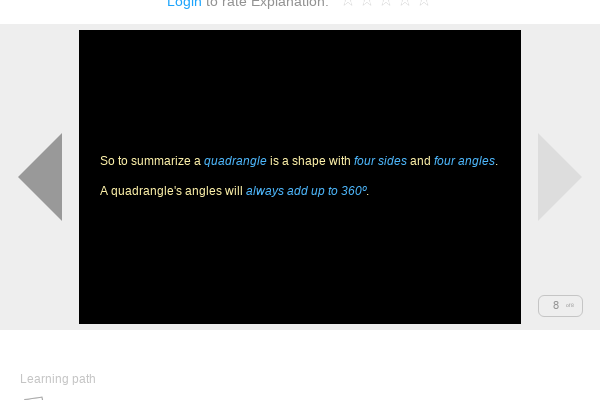 Login to rate Explanation:
So to summarize a quadrangle is a shape with four sides and four angles.
A quadrangle's angles will always add up to 360º.
8
Learning path